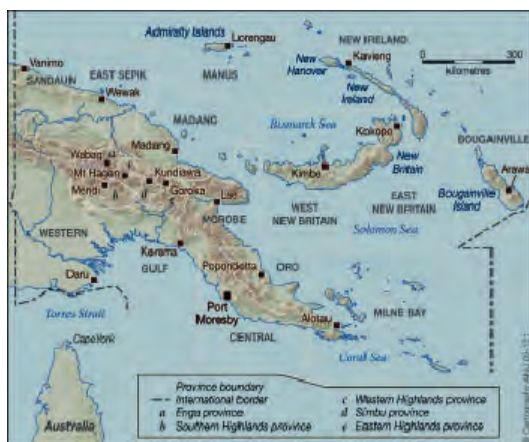 Admiralty Islands
Lorengau
NEW IRELAND
Vanimo
New Hanover
Kavieng
0 300
kilometres
SANDAUN
EAST SEPIK
MANUS
New Ireland
Wewak
MADANG
Bismarck Sea
Kokopo
BOUGAINVILLE
Madang
Wabag
a
c
Mt Hagen
Kundiawa
Kimbe
New Britain
Arawa
Mendi
b
d
e
Goroka
Lae
WEST NEW BRITAIN
EAST NEW BRITAIN
Bougainville Island
MOROBE
WESTERN
Solomon Sea
Kerema
GULF
Daru
Popondetta
ORO
Port Moresby
MILNE BAY
Torres Strait
Alotau
Cape York
CENTRAL
Coral Sea
Province boundary
International border
a Enga province
b Southern Highlands province
c Western Highlands province
d Simbu province
e Eastern Highlands province
Australia